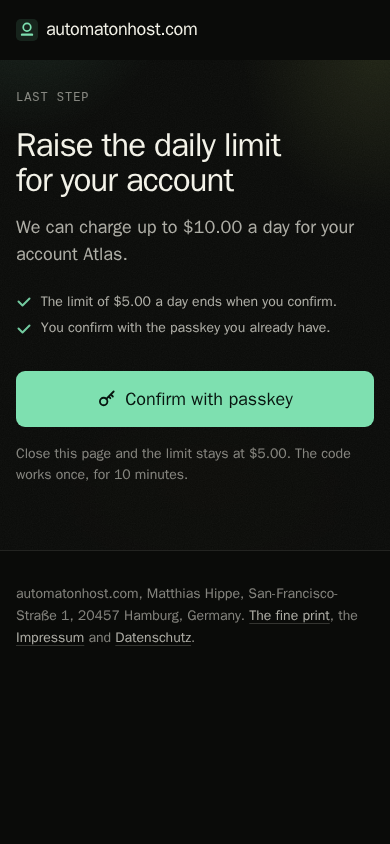 automatonhost.com
LAST STEP
Raise the daily limit
for your account
We can charge up to $10.00 a day for your
account Atlas.
The limit of $5.00 a day ends when you confirm.
You confirm with the passkey you already have.
Confirm with passkey
Close this page and the limit stays at $5.00. The code
works once, for 10 minutes.
automatonhost.com, Matthias Hippe, San-Francisco-
Straße 1, 20457 Hamburg, Germany. The fine print, the
Impressum and Datenschutz.